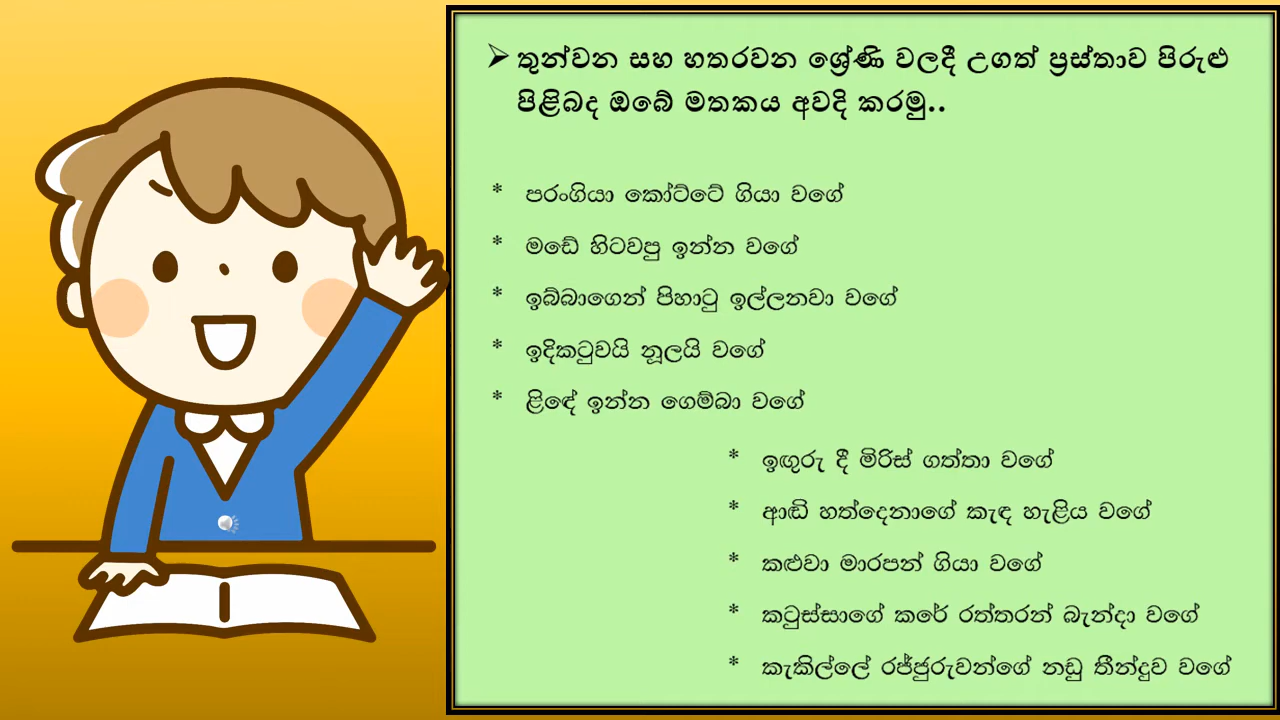 ➢ තුන්වන සහ හතරවන ශ්‍රේණි වලදී උගත් ප්‍රස්තාව පිරුළු
පිළිබද ඔබේ මතකය අවදි කරමු..
* පරංගියා කෝට්ටේ ගියා වගේ
* මඩේ හිටවපු ඉන්න වගේ
* ඉබ්බාගෙන් පිහාටු ඉල්ලනවා වගේ
* ඉදිකටුවයි නූලයි වගේ
* ළිඳේ ඉන්න ගෙම්බා වගේ
* ඉඟුරු දී මිරිස් ගත්තා වගේ
* ආඬි හත්දෙනාගේ කැඳ හැළිය වගේ
* කළුවා මාරපන් ගියා වගේ
* කටුස්සාගේ කරේ රත්තරන් බැන්දා වගේ
* කැකිල්ලේ රජ්ජුරුවන්ගේ නඩු තීන්දුව වගේ